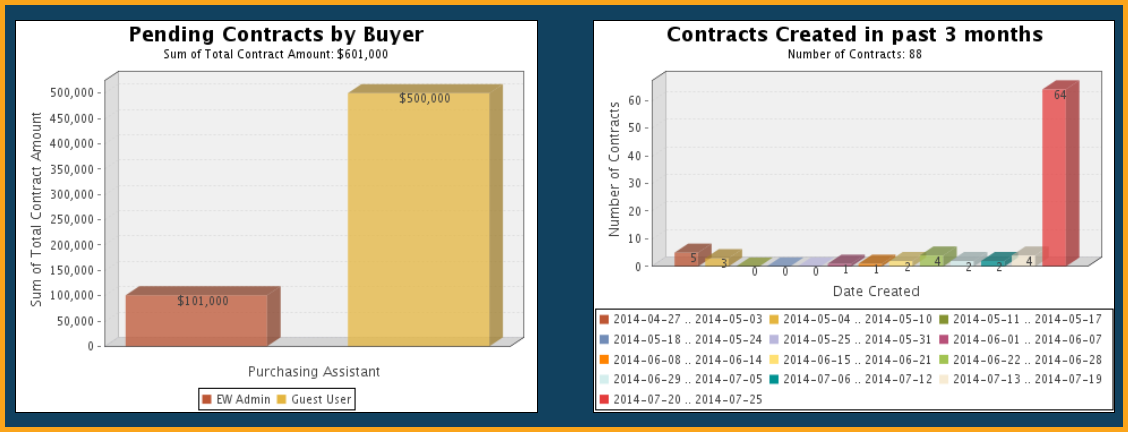 Pending Contracts by Buyer
Sum of Total Contract Amount: $601,000
Sum of Total Contract Amount
500,000
450,000
400,000
350,000
300,000
250,000
200,000
150,000
100,000
50,000
0
$101,000
$500,000
Purchasing Assistant
EW Admin Guest User
Contracts Created in past 3 months
Number of Contracts: 88
Number of Contracts
60
50
40
30
20
10
0
5 3 0 0 0 1 1 2 4 2 2 4 64
Date Created
2014-04-27 .. 2014-05-03 2014-05-04 .. 2014-05-10 2014-05-11 .. 2014-05-17
2014-05-18 .. 2014-05-24 2014-05-25 .. 2014-05-31 2014-06-01 .. 2014-06-07
2014-06-08 .. 2014-06-14 2014-06-15 .. 2014-06-21 2014-06-22 .. 2014-06-28
2014-06-29 .. 2014-07-05 2014-07-06 .. 2014-07-12 2014-07-13 .. 2014-07-19
2014-07-20 .. 2014-07-25